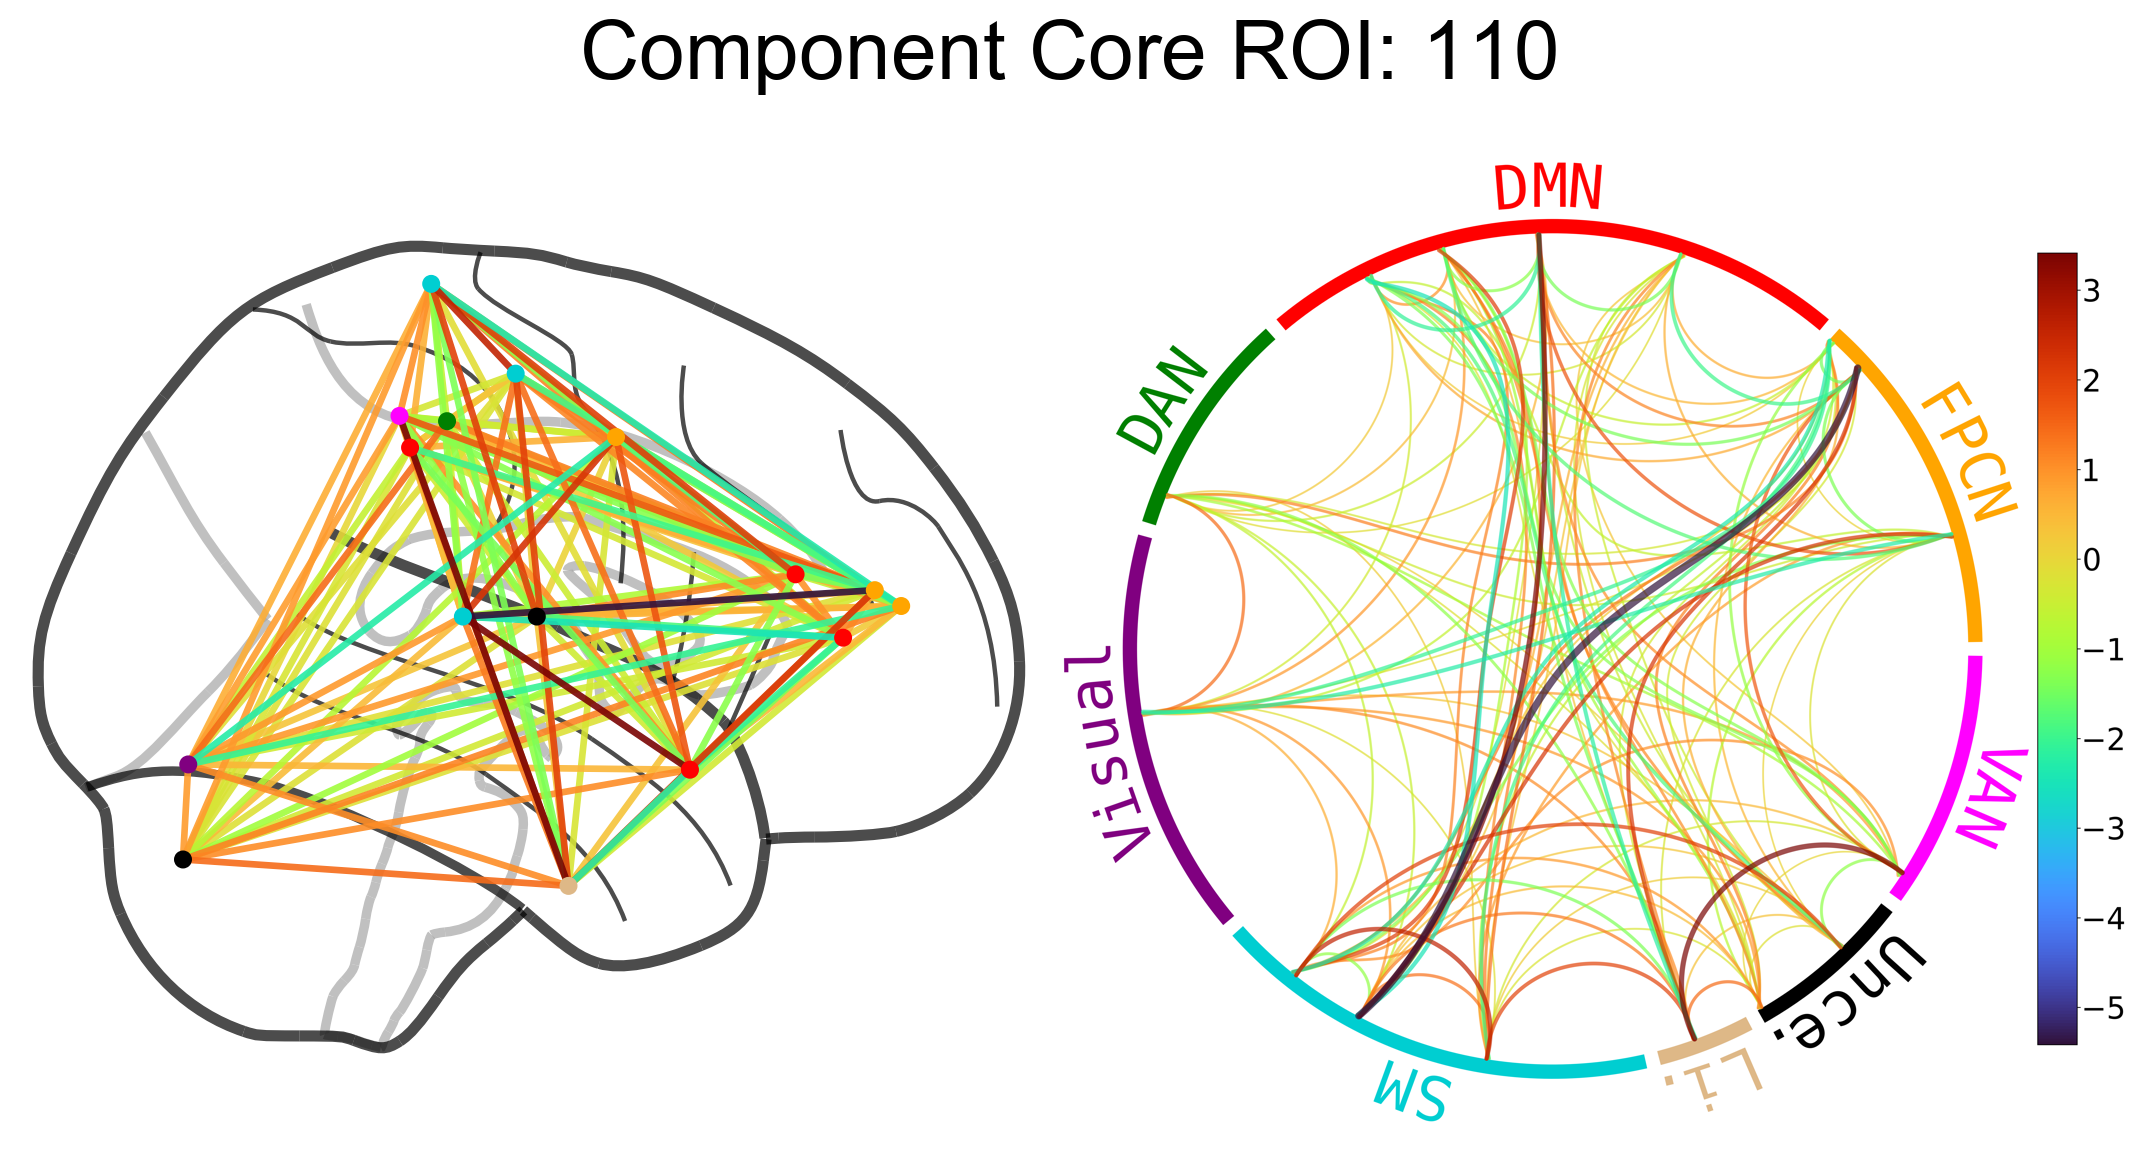 Component Core ROI: 110
DMN
FPCN
DAN
Visual
VAN
Unce.
SM
Li.
3
2
1
0
−1
−2
−3
−4
−5